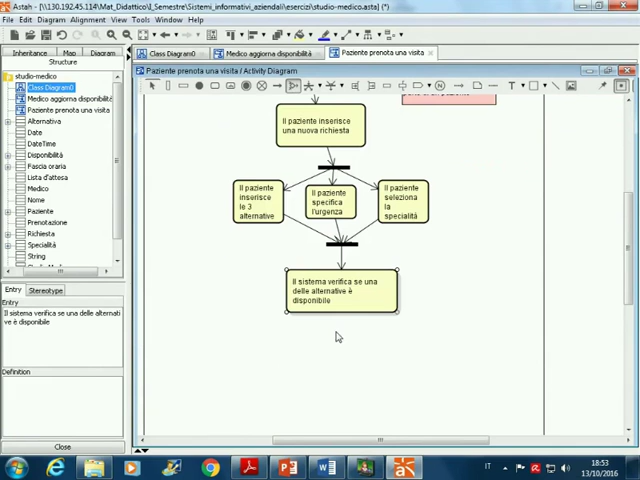 Astah - [\\130.192.45.114\Mat_Didattico\I_Semestre\Sistemi_informativi_aziendali\esercizi\studio-medico.asta] (*)
File Edit Diagram Alignment View Tools Window Help
Inheritance Map Diagram
Structure
Class Diagram0 Medico aggiorna disponibilità Paziente prenota una visita
Paziente prenota una visita / Activity Diagram
studio-medico
Class Diagram0
Medico aggiorna disponibilità
Paziente prenota una visita
Alternativa
Date
DateTime
Disponibilità
Fascia oraria
Lista d'attesa
Medico
Nome
Paziente
Prenotazione
Richiesta
Specialità
String
Entry Stereotype
Entry
Il sistema verifica se una delle alternati
ve è disponibile
Definition
Close
Il paziente inserisce
una nuova richiesta
Il paziente
inserisce
le 3
alternative
Il paziente
specifica
l'urgenza
Il paziente
seleziona
la
specialità
Il sistema verifica se una
delle alternative è
disponibile
IT
18:53
13/10/2016